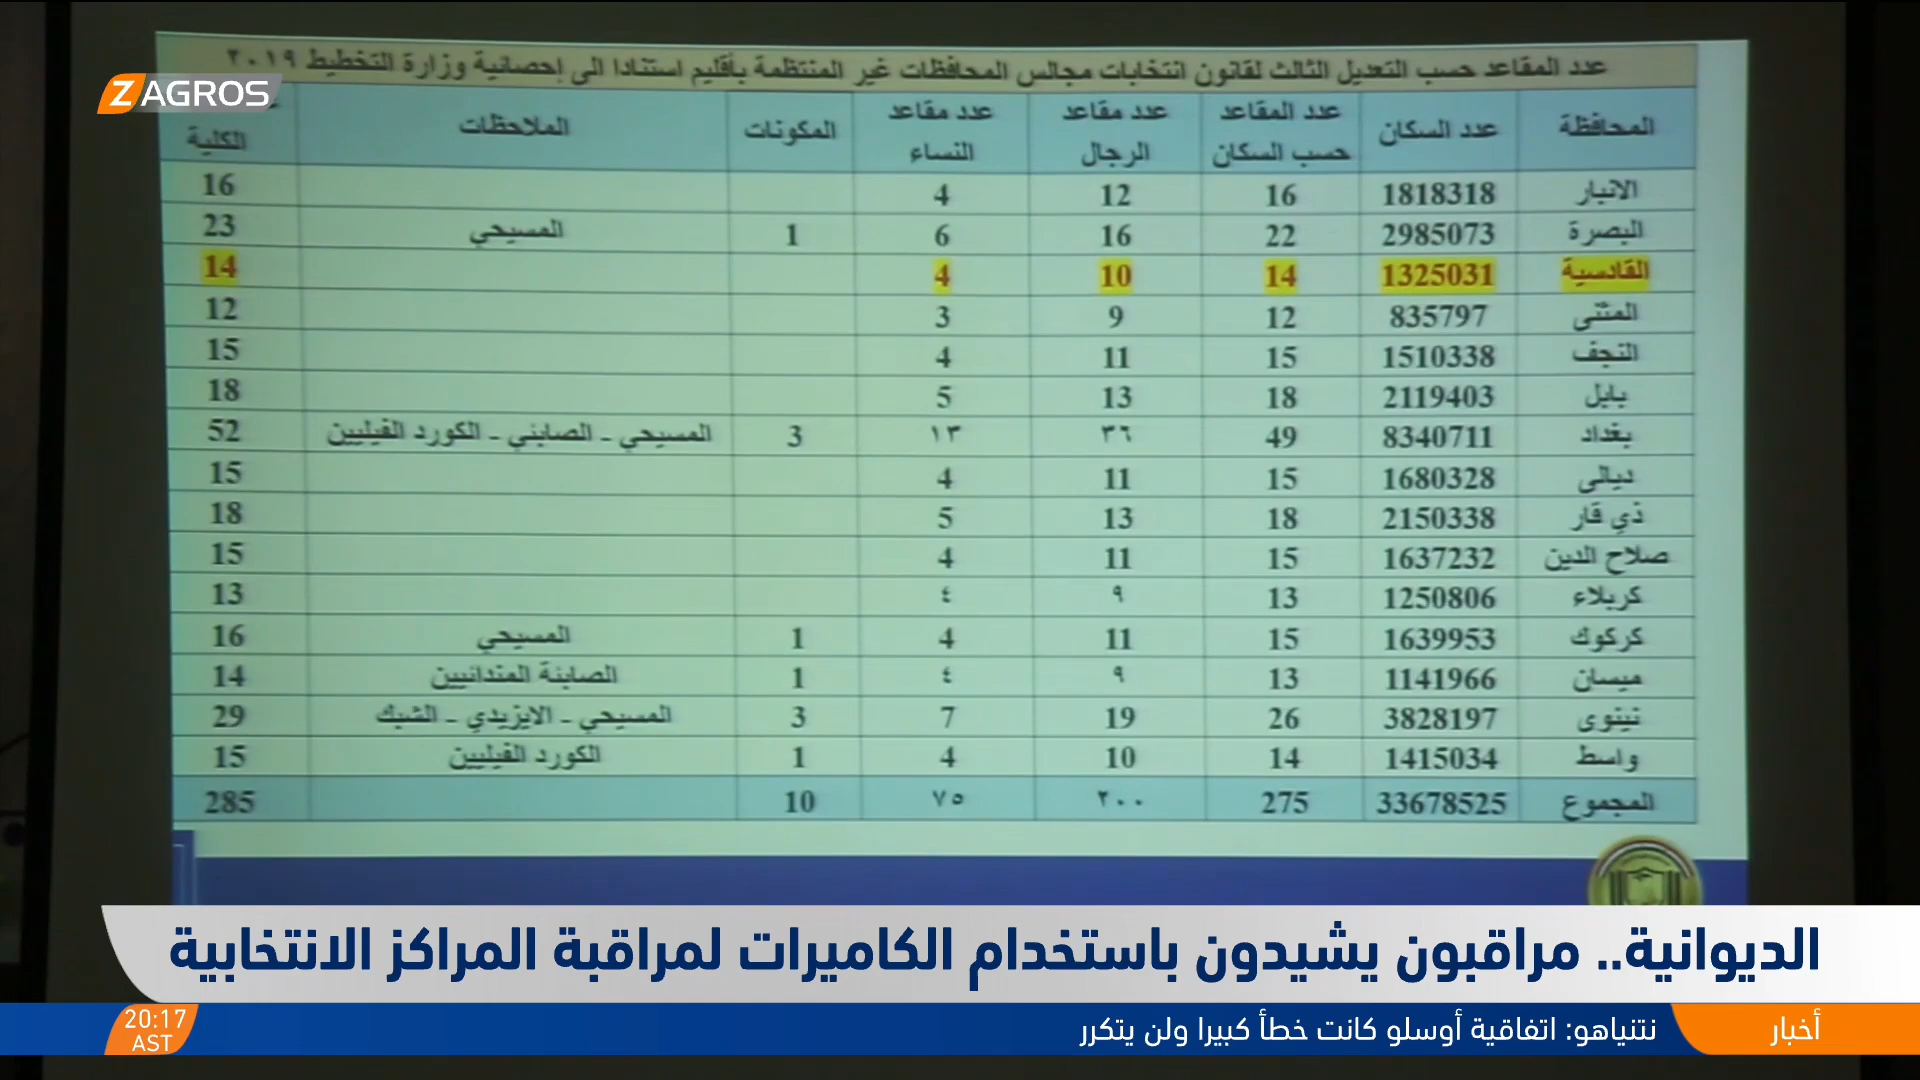 ZAGROS
عدد المقاعد حسب التعديل الثالث لقانون انتخابات مجالس المحافظات غير المنتظمة بأقليم استنادا الى إحصائية وزارة التخطيط ٢٠١٩
المحافظة عدد السكان عدد المقاعد حسب السكان عدد مقاعد الرجال عدد مقاعد النساء المكونات الملاحظات الكلية
الانبار 1818318 16 12 4 16
البصرة 2985073 22 16 6 1 المسيحي 23
القادسية 1325031 14 10 4 14
المثنى 835797 12 9 3 12
النجف 1510338 15 11 4 15
بابل 2119403 18 13 5 18
بغداد 8340711 49 ٣٦ ١٣ 3 المسيحي - الصابئي - الكورد الفيليين 52
ديالى 1680328 15 11 4 15
ذي قار 2150338 18 13 5 18
صلاح الدين 1637232 15 11 4 15
كربلاء 1250806 13 ٩ ٤ 13
كركوك 1639953 15 11 4 1 المسيحي 16
ميسان 1141966 13 ٩ ٤ 1 الصابئة المندائيين 14
نينوى 3828197 26 19 7 3 المسيحي - الايزيدي - الشبك 29
واسط 1415034 14 10 4 1 الكورد الفيليين 15
المجموع 33678525 275 ٢٠٠ ٧٥ 10 285
الديوانية.. مراقبون يشيدون باستخدام الكاميرات لمراقبة المراكز الانتخابية
أخبار نتنياهو: اتفاقية أوسلو كانت خطأ كبيرا ولن يتكرر
20:17
AST